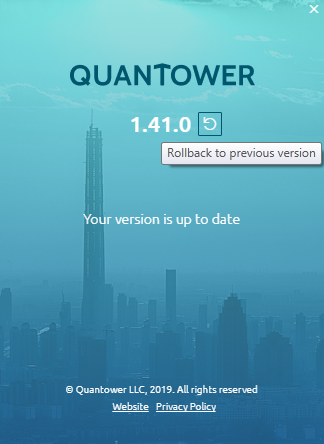 QUANTOWER
1.41.0
Rollback to previous version
Your version is up to date
© Quantower LLC, 2019. All rights reserved
Website Privacy Policy